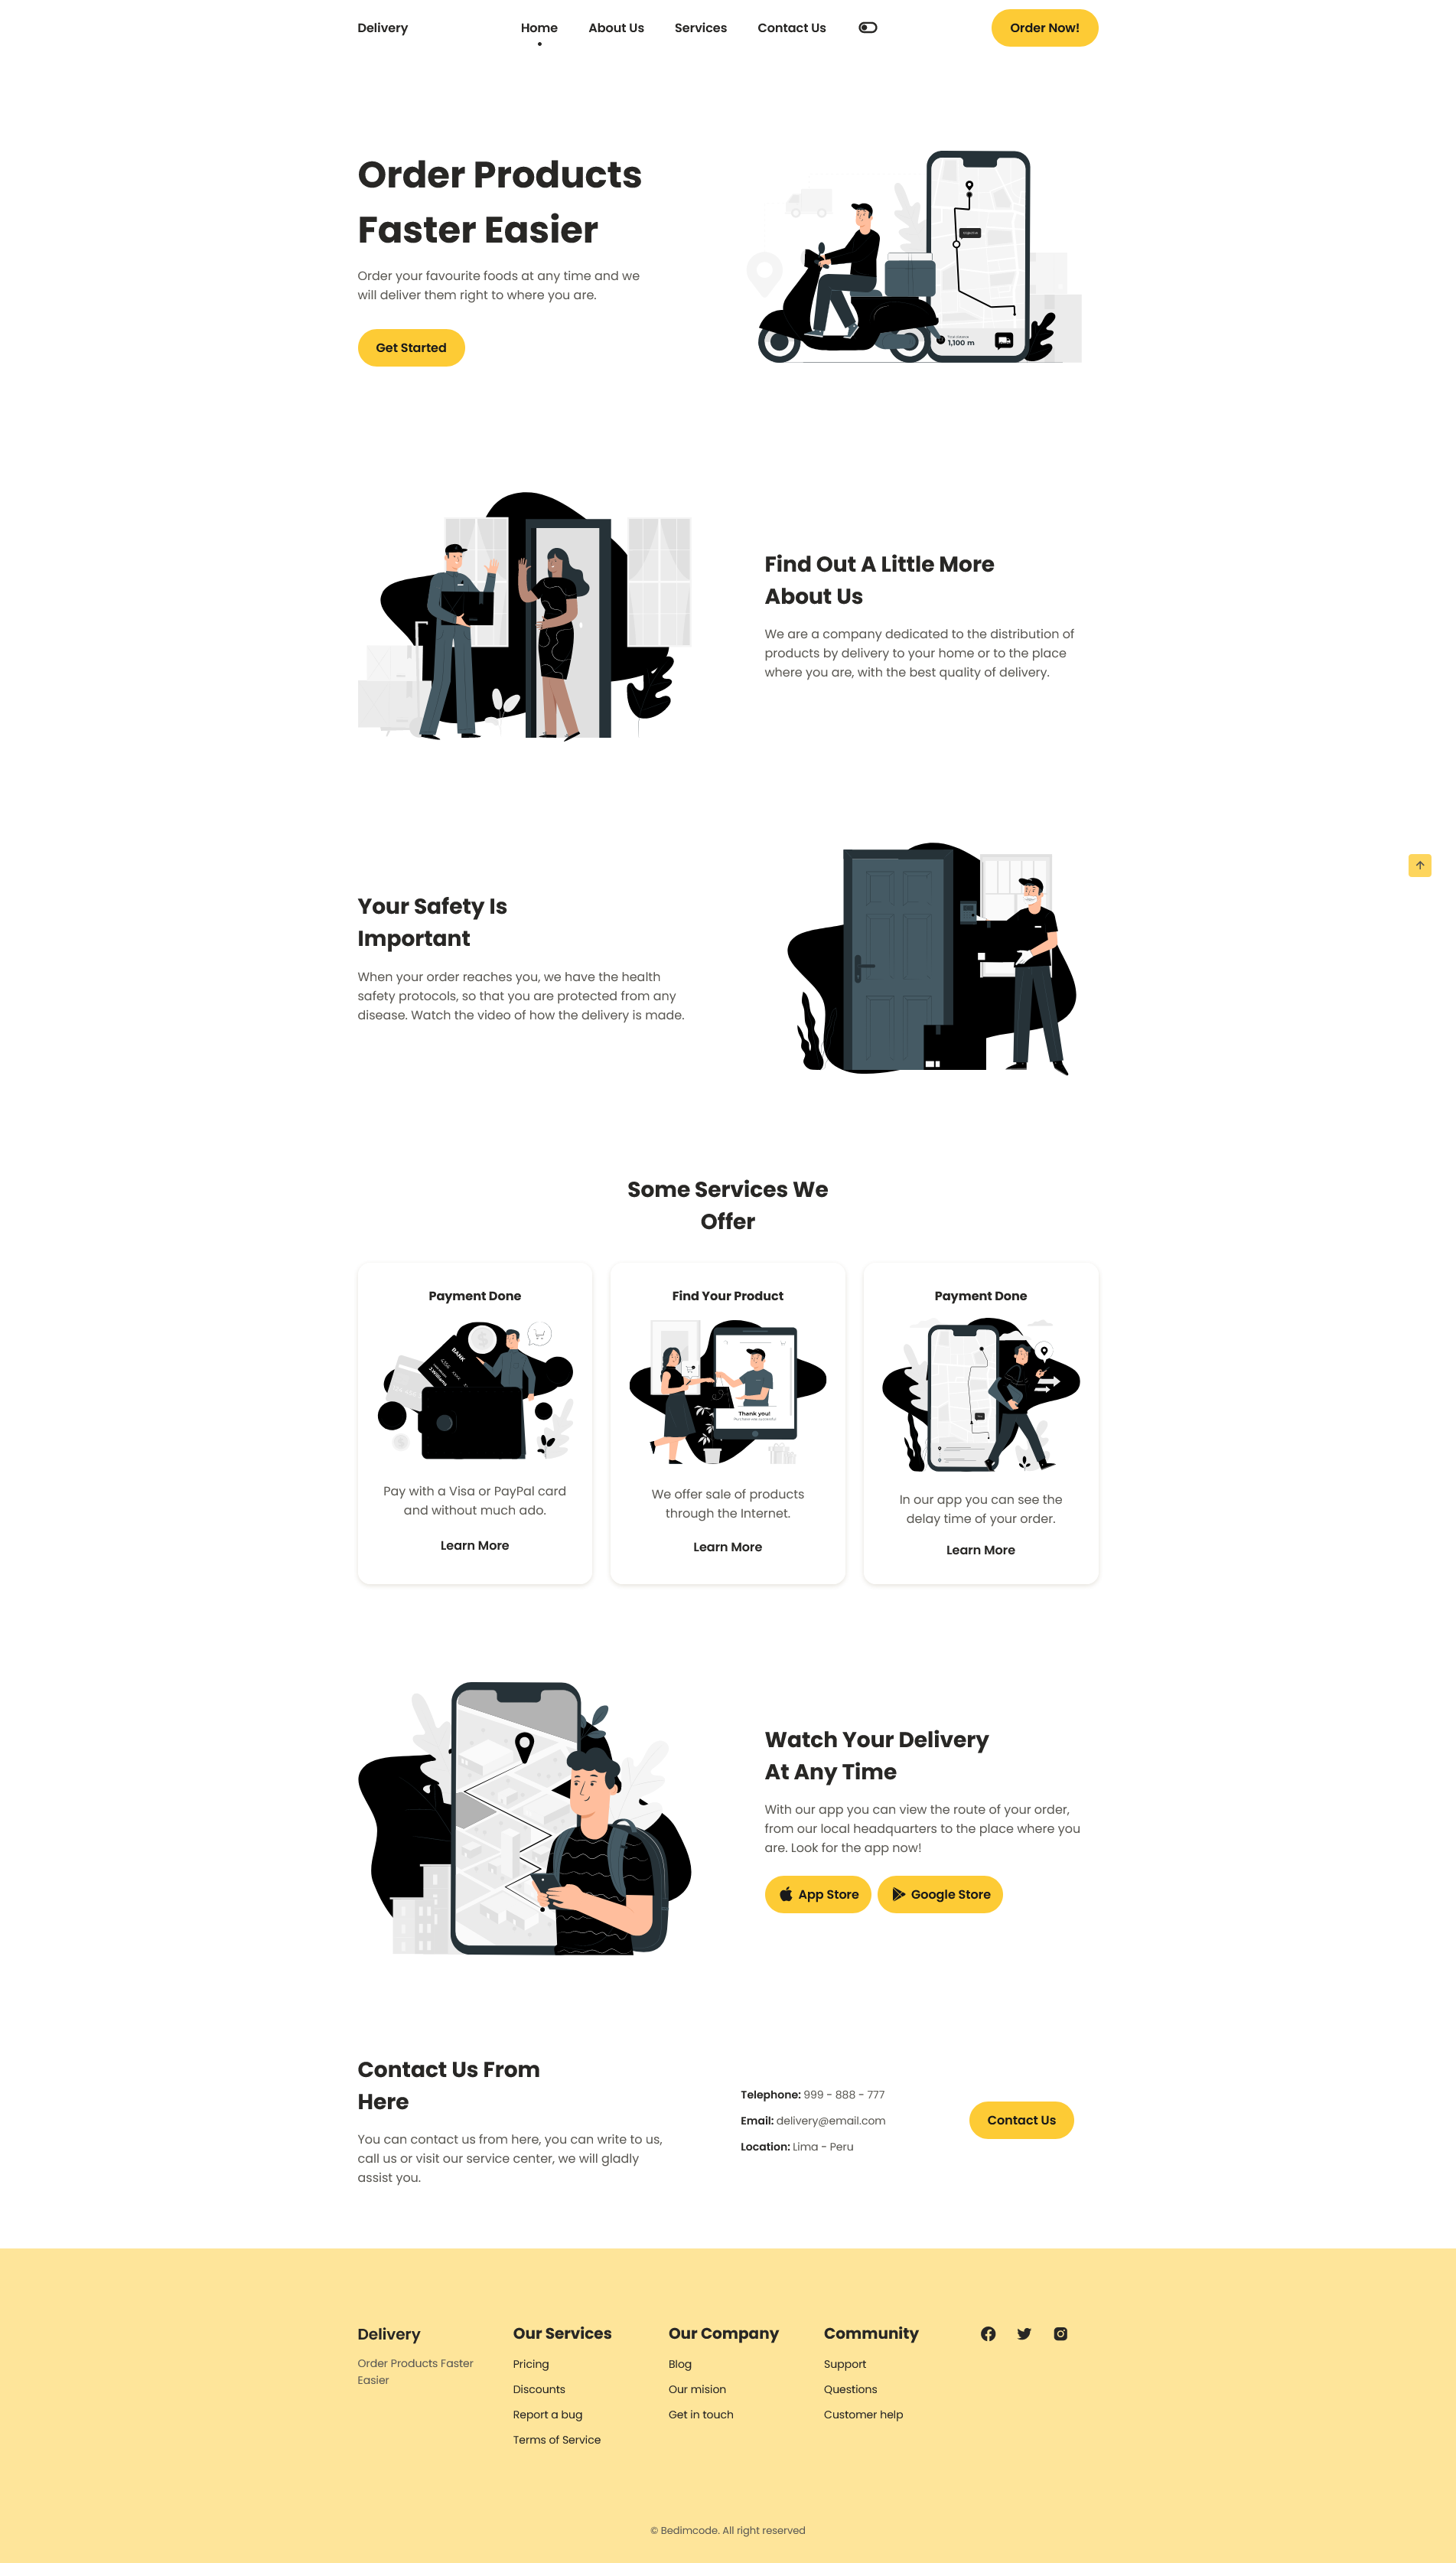 Delivery
Home
About Us
Services
Contact Us
Order Now!
Order Products
Faster Easier
Order your favourite foods at any time and we
will deliver them right to where you are.
Get Started
1,100 m
Find Out A Little More
About Us
We are a company dedicated to the distribution of
products by delivery to your home or to the place
where you are, with the best quality of delivery.
Your Safety Is
Important
When your order reaches you, we have the health
safety protocols, so that you are protected from any
disease. Watch the video of how the delivery is made.
Some Services We
Offer
Payment Done
BANK
Pay with a Visa or PayPal card
and without much ado.
Learn More
Find Your Product
Thank you!
We offer sale of products
through the Internet.
Learn More
Payment Done
In our app you can see the
delay time of your order.
Learn More
Watch Your Delivery
At Any Time
With our app you can view the route of your order,
from our local headquarters to the place where you
are. Look for the app now!
App Store
Google Store
Contact Us From
Here
You can contact us from here, you can write to us,
call us or visit our service center, we will gladly
assist you.
Telephone: 999 - 888 - 777
Email: delivery@email.com
Location: Lima - Peru
Contact Us
Delivery
Order Products Faster
Easier
Our Services
Pricing
Discounts
Report a bug
Terms of Service
Our Company
Blog
Our mision
Get in touch
Community
Support
Questions
Customer help
© Bedimcode. All right reserved